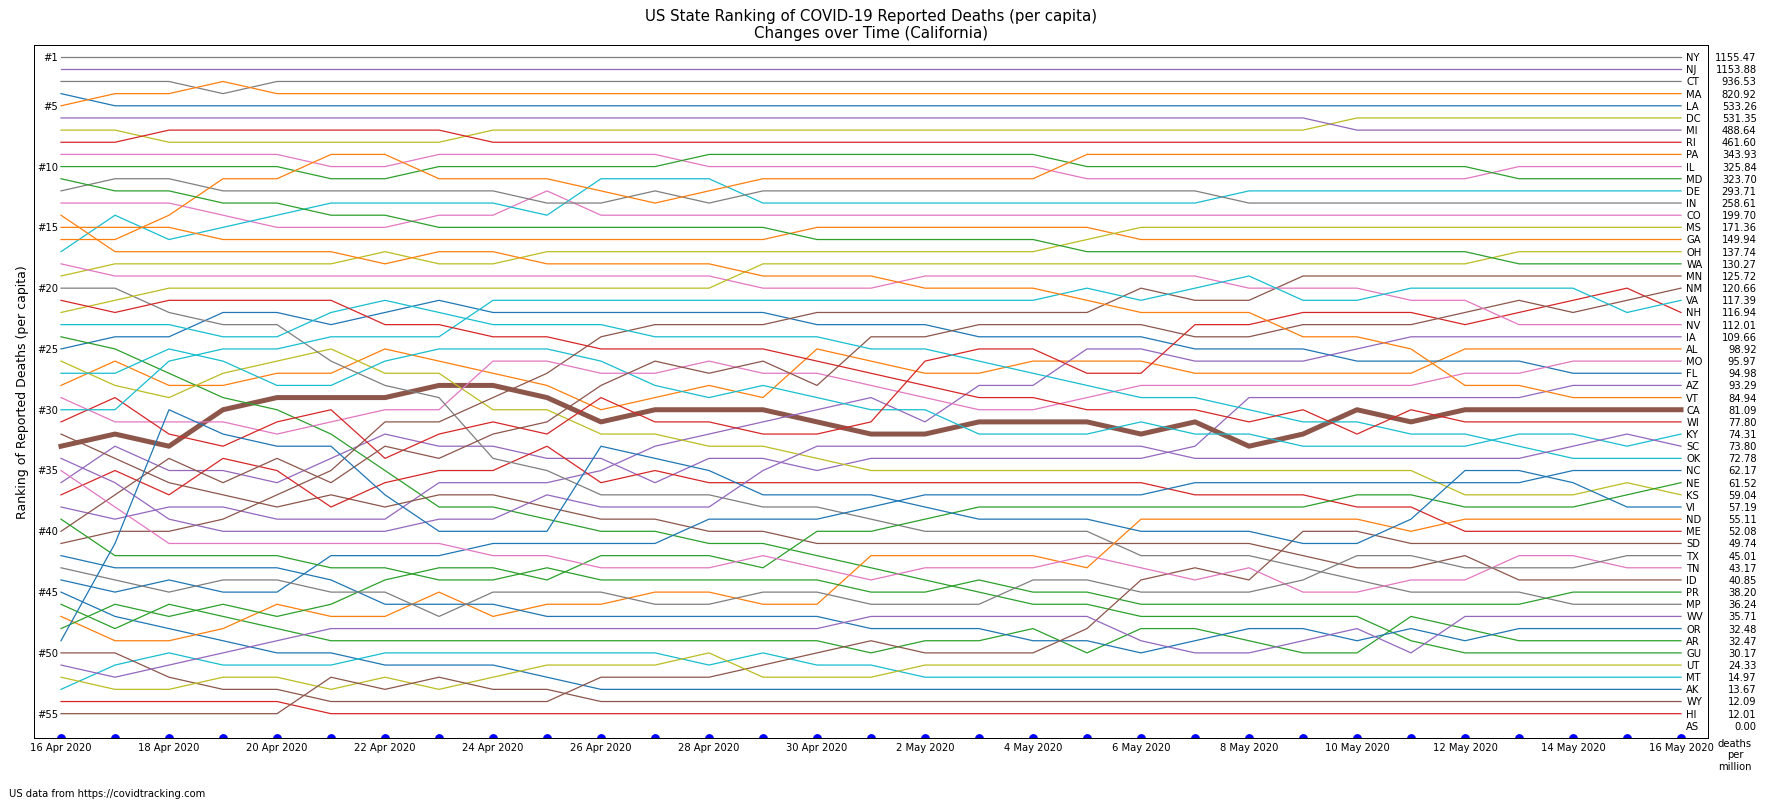 US State Ranking of COVID-19 Reported Deaths (per capita)
Changes over Time (California)
Ranking of Reported Deaths (per capita)
#1
#5
#10
#15
#20
#25
#30
#35
#40
#45
#50
#55
NY 1155.47
NJ 1153.88
CT 936.53
MA 820.92
LA 533.26
DC 531.35
MI 488.64
RI 461.60
PA 343.93
IL 325.84
MD 323.70
DE 293.71
IN 258.61
CO 199.70
MS 171.36
GA 149.94
OH 137.74
WA 130.27
MN 125.72
NM 120.66
VA 117.39
NH 116.94
NV 112.01
IA 109.66
AL 98.92
MO 95.97
FL 94.98
AZ 93.29
VT 84.94
CA 81.09
WI 77.80
KY 74.31
SC 73.80
OK 72.78
NC 62.17
NE 61.52
KS 59.04
VI 57.19
ND 55.11
ME 52.08
SD 49.74
TX 45.01
TN 43.17
ID 40.85
PR 38.20
MP 36.24
WV 35.71
OR 32.48
AR 32.47
GU 30.17
UT 24.33
MT 14.97
AK 13.67
WY 12.09
HI 12.01
AS 0.00
16 Apr 2020 18 Apr 2020 20 Apr 2020 22 Apr 2020 24 Apr 2020 26 Apr 2020 28 Apr 2020 30 Apr 2020 2 May 2020 4 May 2020 6 May 2020 8 May 2020 10 May 2020 12 May 2020 14 May 2020 16 May 2020
deaths
per
million
US data from https://covidtracking.com